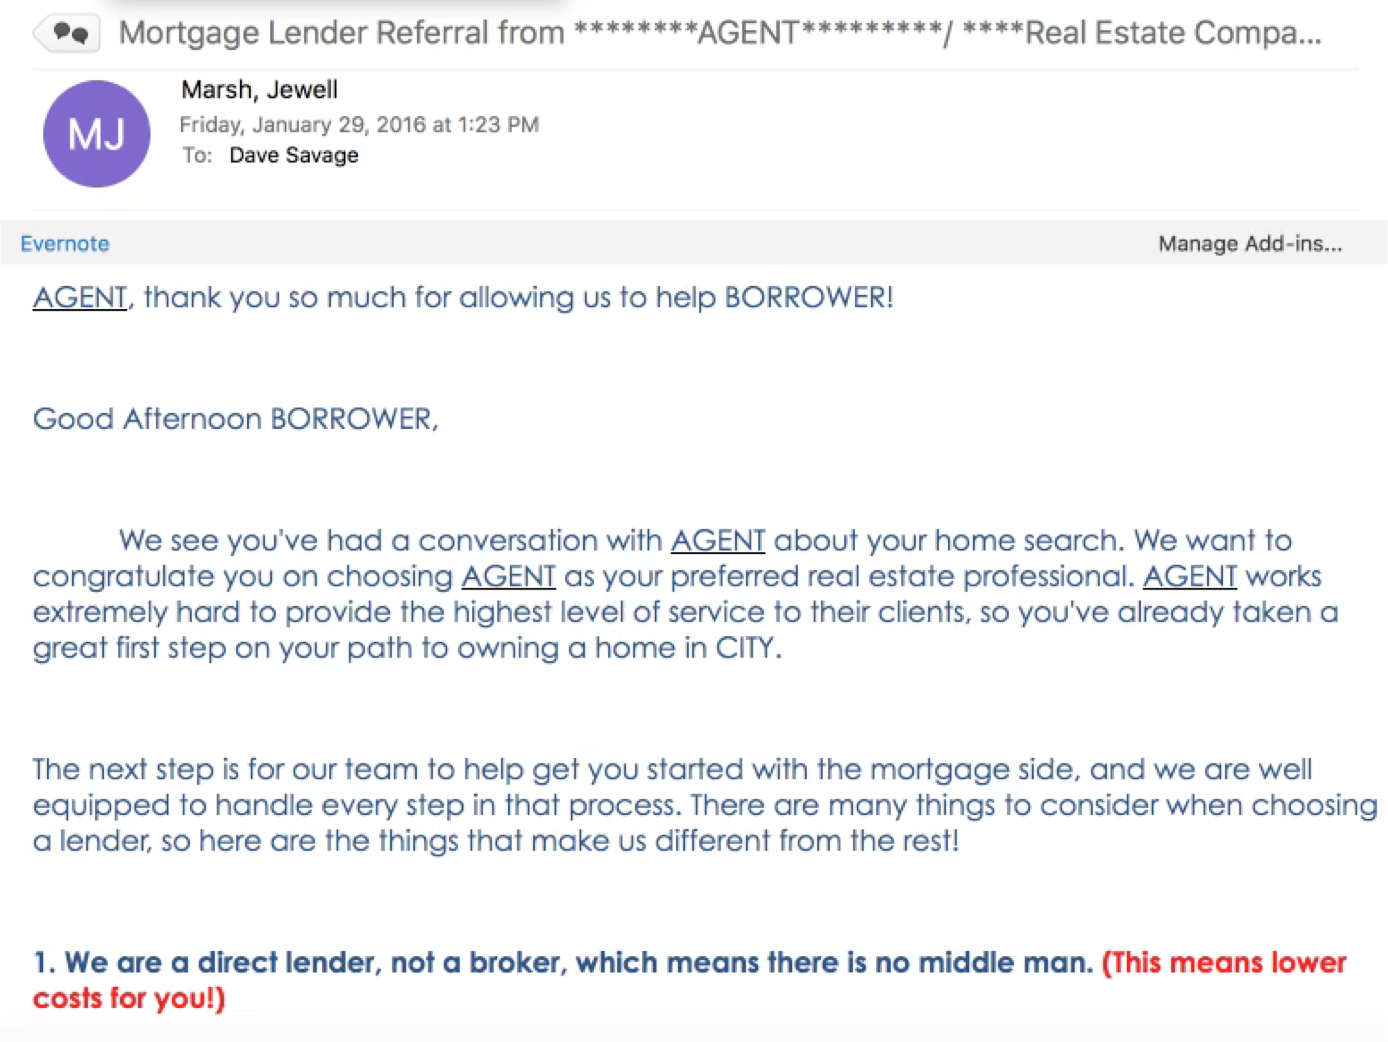 Mortgage Lender Referral from ********AGENT*********/ ****Real Estate Compa...
Marsh, Jewell
MJ
Friday, January 29, 2016 at 1:23 PM
To: Dave Savage
Evernote
Manage Add-ins...
AGENT, thank you so much for allowing us to help BORROWER!
Good Afternoon BORROWER,
We see you've had a conversation with AGENT about your home search. We want to
congratulate you on choosing AGENT as your preferred real estate professional. AGENT works
extremely hard to provide the highest level of service to their clients, so you've already taken a
great first step on your path to owning a home in CITY.
The next step is for our team to help get you started with the mortgage side, and we are well
equipped to handle every step in that process. There are many things to consider when choosing
a lender, so here are the things that make us different from the rest!
1. We are a direct lender, not a broker, which means there is no middle man. (This means lower
costs for you!)